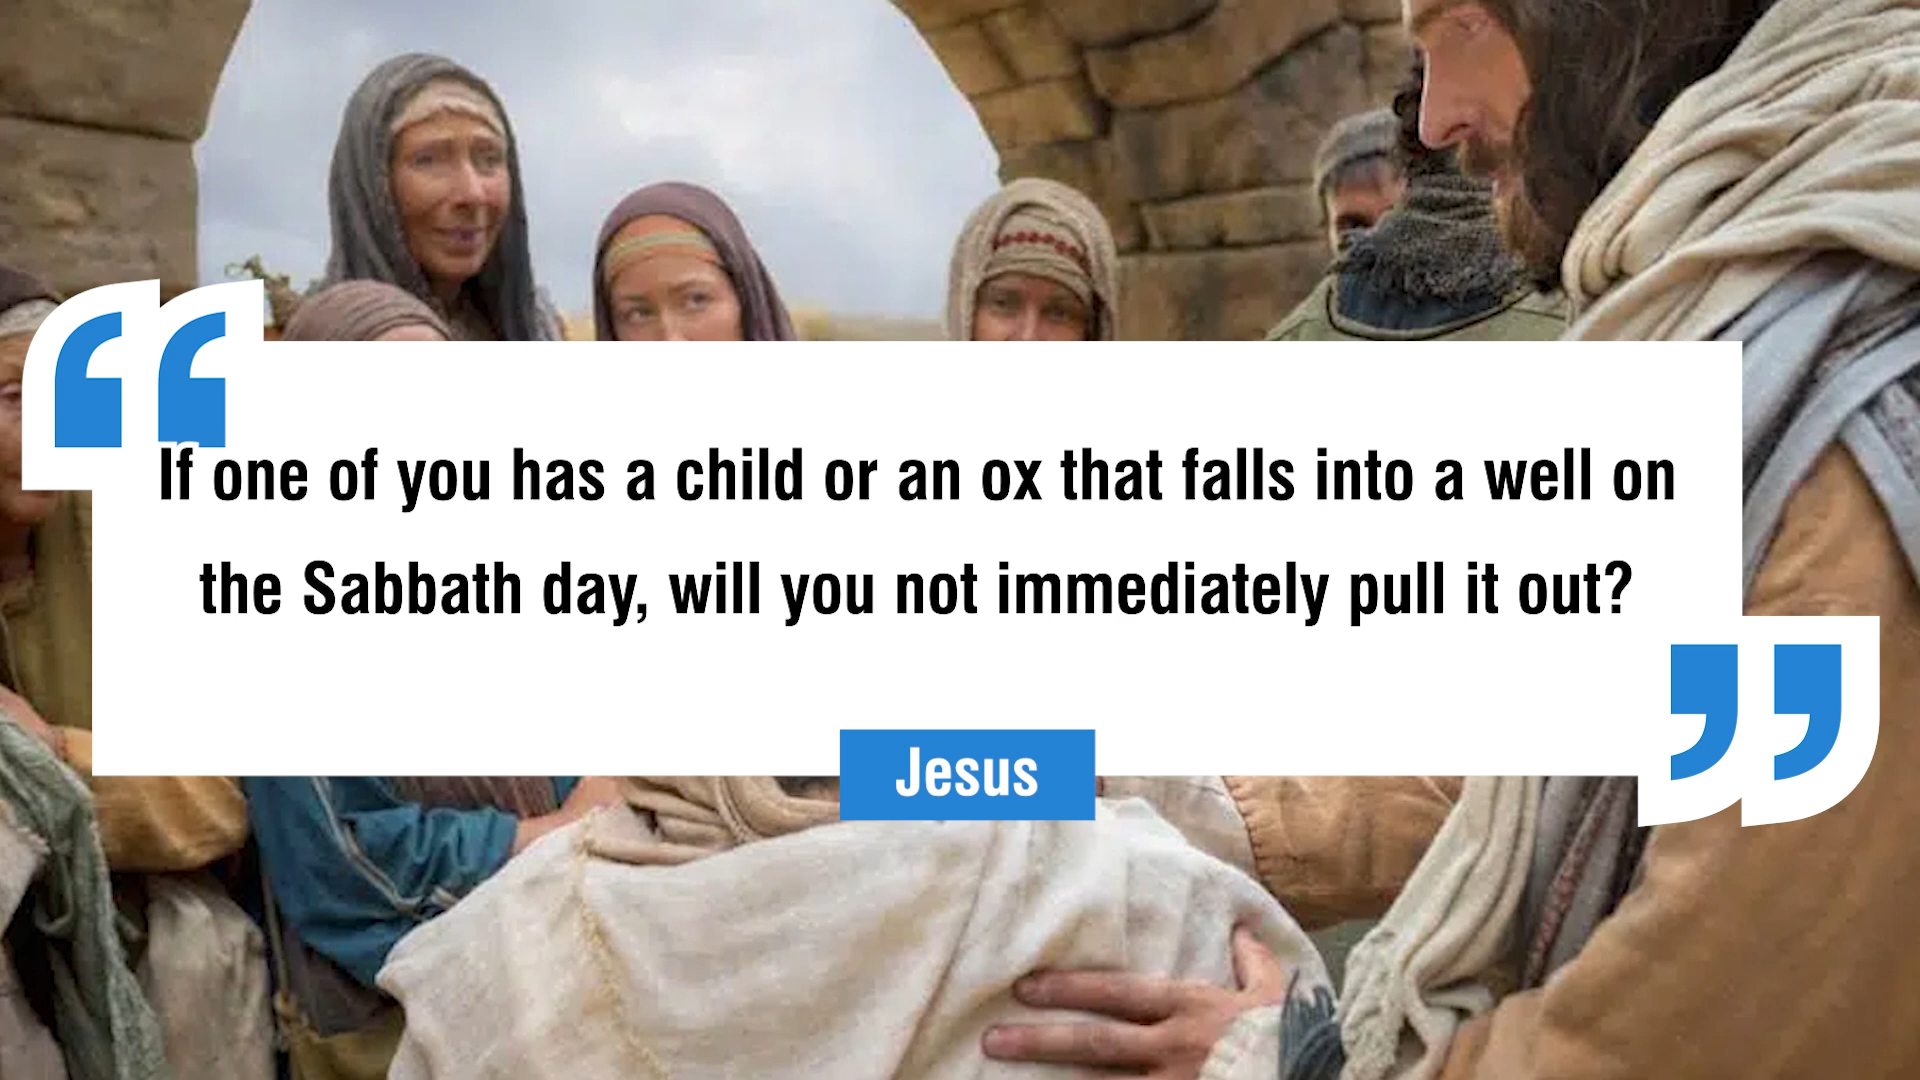 “
If one of you has a child or an ox that falls into a well on
the Sabbath day, will you not immediately pull it out?
”
Jesus